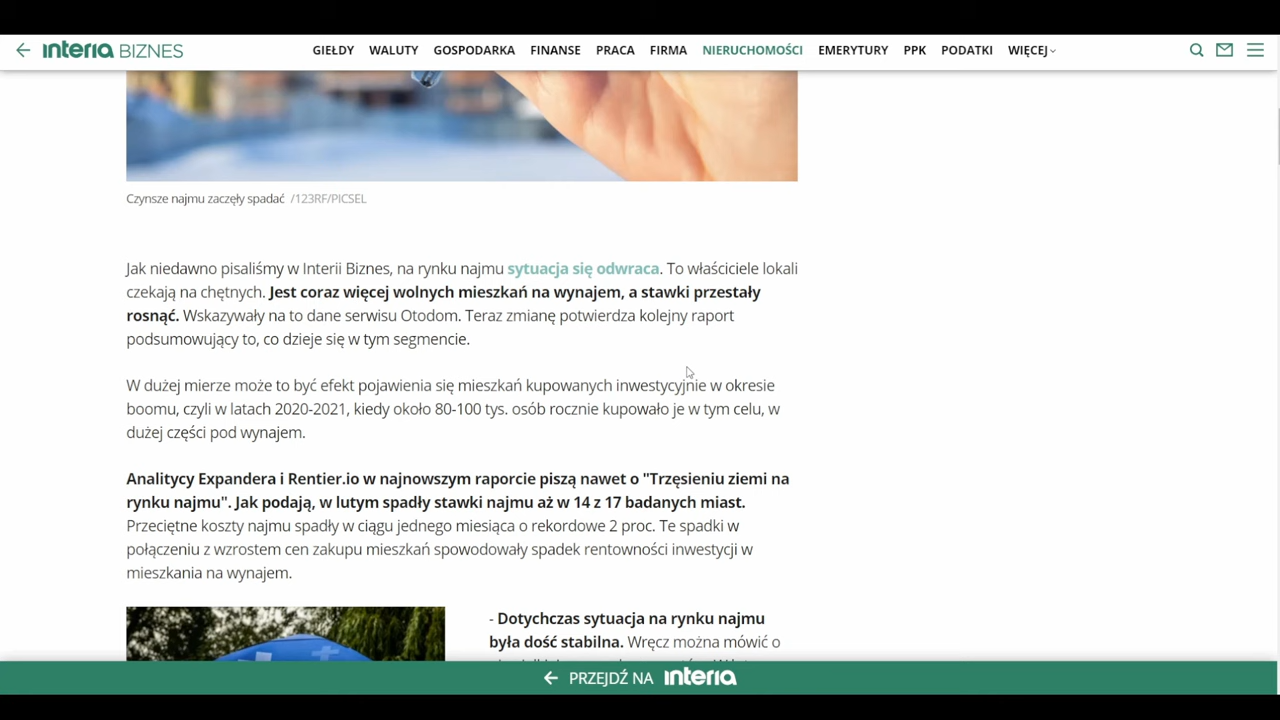 interia BIZNES
GIEŁDY WALUTY GOSPODARKA FINANSE PRACA FIRMA NIERUCHOMOŚCI EMERYTURY PPK PODATKI WIĘCEJ
Czynsze najmu zaczęły spadać /123RF/PICSEL
Jak niedawno pisaliśmy w Interii Biznes, na rynku najmu sytuacja się odwraca. To właściciele lokali
czekają na chętnych. Jest coraz więcej wolnych mieszkań na wynajem, a stawki przestały
rosnąć. Wskazywały na to dane serwisu Otodom. Teraz zmianę potwierdza kolejny raport
podsumowujący to, co dzieje się w tym segmencie.
W dużej mierze może to być efekt pojawienia się mieszkań kupowanych inwestycyjnie w okresie
boomu, czyli w latach 2020-2021, kiedy około 80-100 tys. osób rocznie kupowało je w tym celu, w
dużej części pod wynajem.
Analitycy Expandera i Rentier.io w najnowszym raporcie piszą nawet o "Trzęsieniu ziemi na
rynku najmu". Jak podają, w lutym spadły stawki najmu aż w 14 z 17 badanych miast.
Przeciętne koszty najmu spadły w ciągu jednego miesiąca o rekordowe 2 proc. Te spadki w
połączeniu z wzrostem cen zakupu mieszkań spowodowały spadek rentowności inwestycji w
mieszkania na wynajem.
- Dotychczas sytuacja na rynku najmu
była dość stabilna. Wręcz można mówić o
PRZEJDŹ NA interia